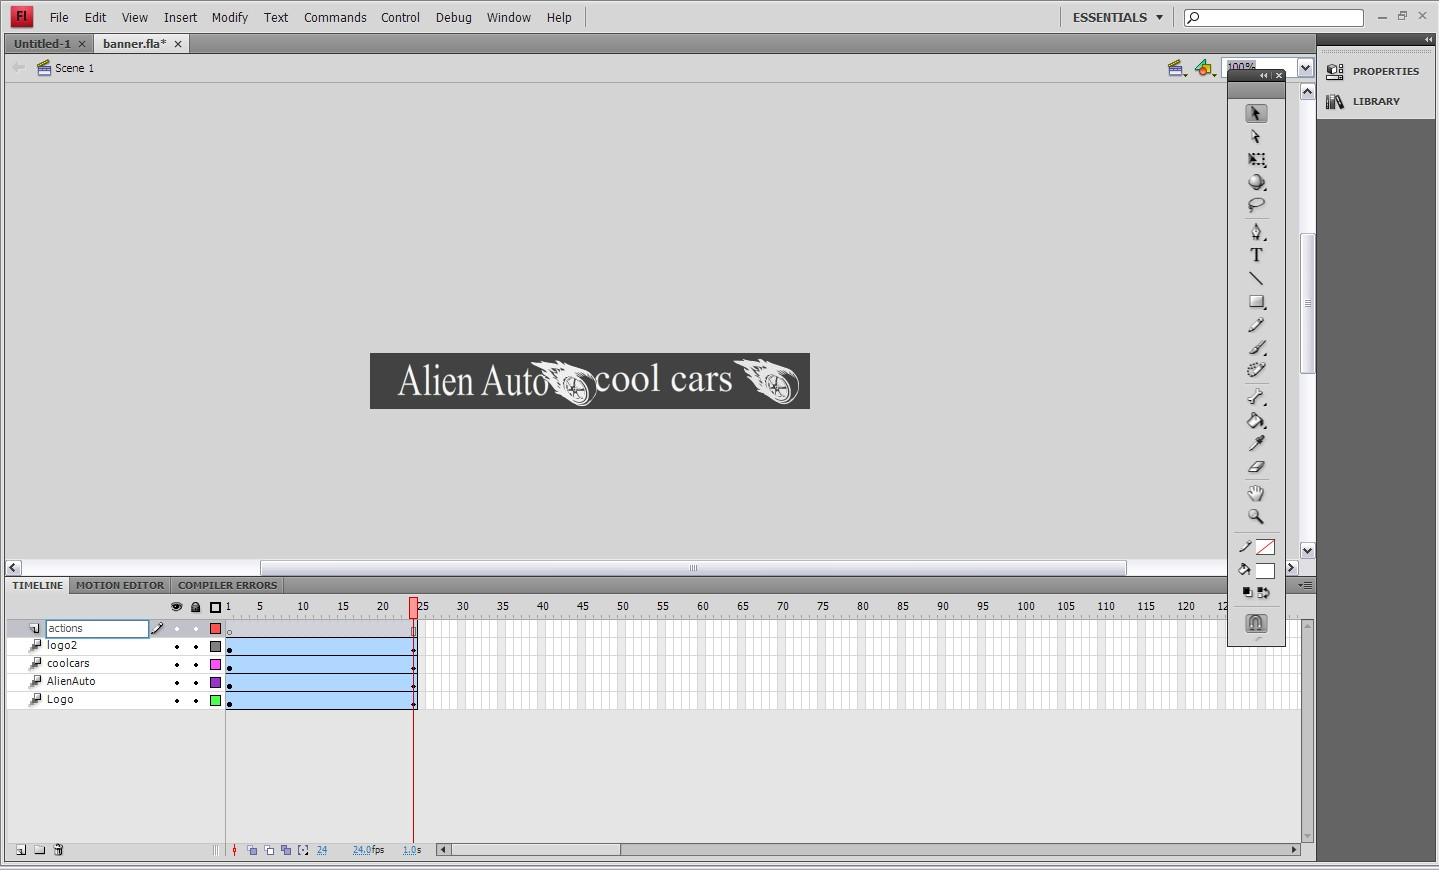 Fl File Edit View Insert Modify Text Commands Control Debug Window Help ESSENTIALS
Untitled-1 banner.fla*
Scene 1 100%
PROPERTIES
LIBRARY
T
Alien Auto cool cars
TIMELINE MOTION EDITOR COMPILER ERRORS
1 5 10 15 20 25 30 35 40 45 50 55 60 65 70 75 80 85 90 95 100 105 110 115 120
actions
logo2
coolcars
AlienAuto
Logo
24 24.0fps 1.0s